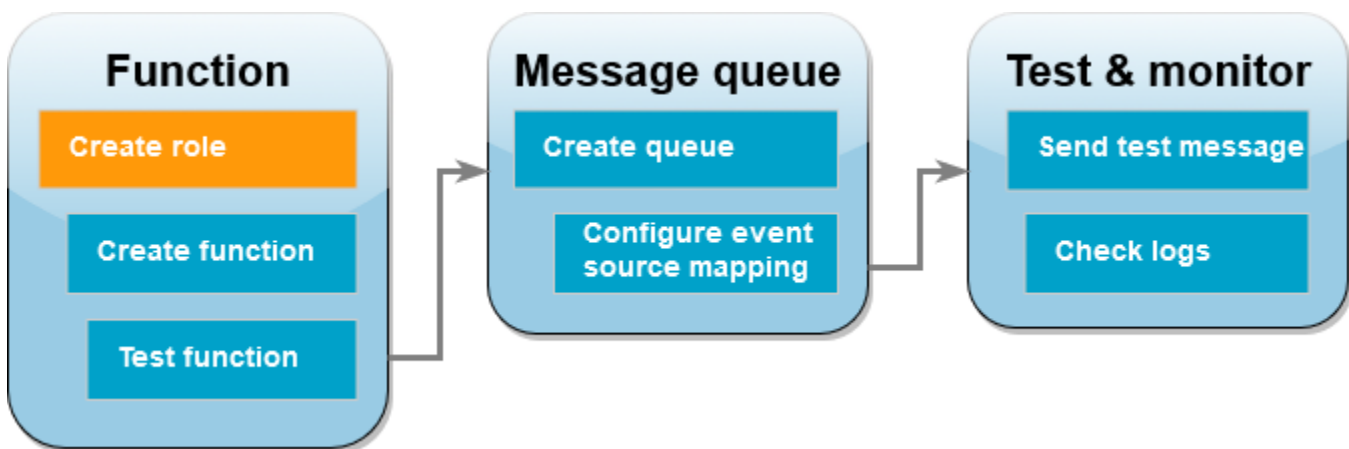 Function
Create role
Create function
Test function
Message queue
Create queue
Configure event
source mapping
Test & monitor
Send test message
Check logs